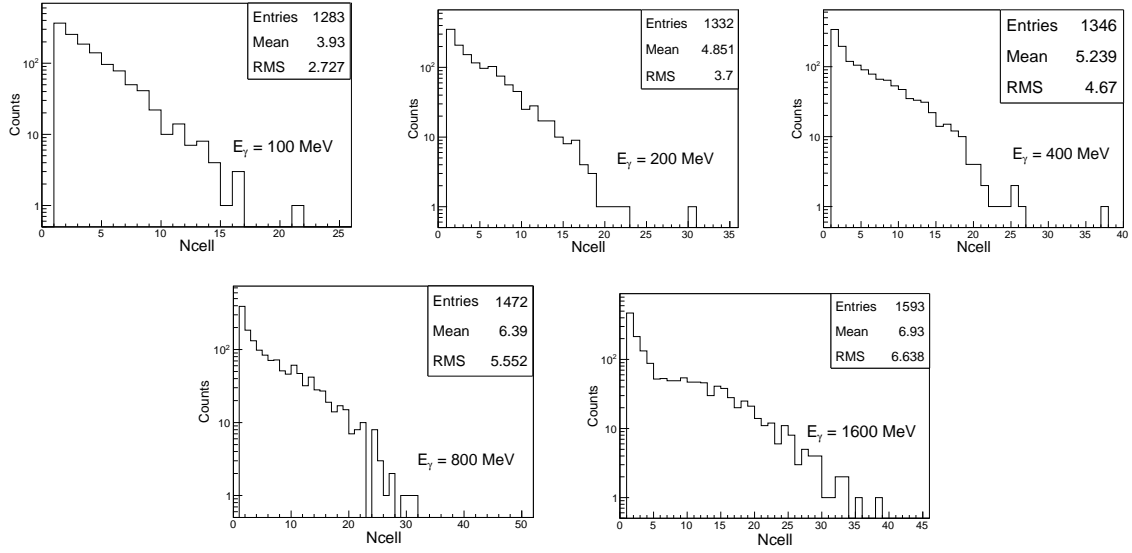 Entries 1283
Mean 3.93
RMS 2.727
Counts
10²
10
1
E_γ = 100 MeV
0 5 10 15 20 25
Ncell
Entries 1332
Mean 4.851
RMS 3.7
Counts
10²
10
1
E_γ = 200 MeV
0 5 10 15 20 25 30 35
Ncell
Entries 1346
Mean 5.239
RMS 4.67
Counts
10²
10
1
E_γ = 400 MeV
0 5 10 15 20 25 30 35 40
Ncell
Entries 1472
Mean 6.39
RMS 5.552
Counts
10²
10
1
E_γ = 800 MeV
0 10 20 30 40 50
Ncell
Entries 1593
Mean 6.93
RMS 6.638
Counts
10²
10
1
E_γ = 1600 MeV
0 5 10 15 20 25 30 35 40 45
Ncell